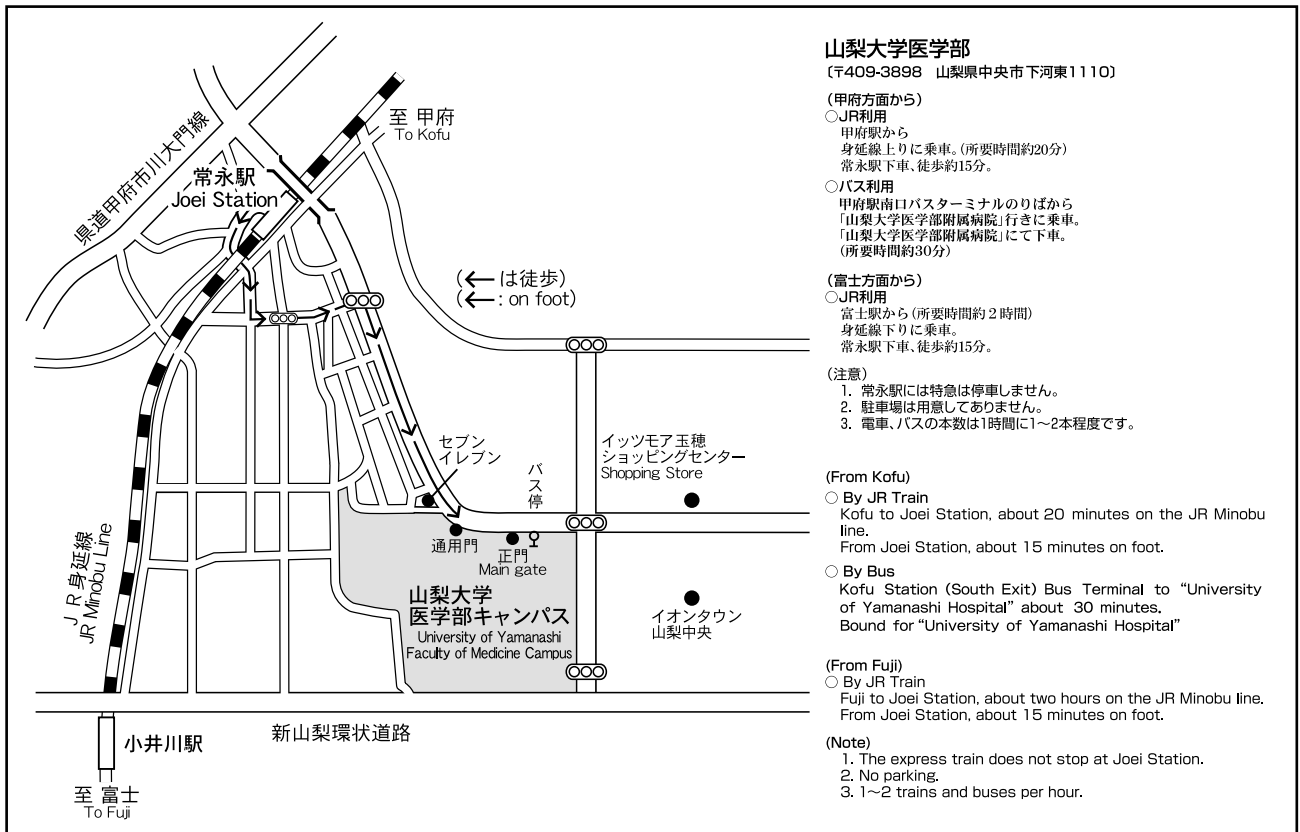 県道甲府市川大門線
至 甲府
To Kofu
常永駅
Joei Station
(← は徒歩)
(← : on foot)
セブン
イレブン
バス停
イッツモア玉穂
ショッピングセンター
Shopping Store
通用門
正門
Main gate
山梨大学
医学部キャンパス
University of Yamanashi
Faculty of Medicine Campus
イオンタウン
山梨中央
ＪＲ身延線
JR Minobu Line
小井川駅
新山梨環状道路
至 富士
To Fuji
山梨大学医学部
〔〒409-3898 山梨県中央市下河東1110〕
(甲府方面から)
○JR利用
甲府駅から
身延線上りに乗車。(所要時間約20分)
常永駅下車、徒歩約15分。
○バス利用
甲府駅南口バスターミナルのりばから
「山梨大学医学部附属病院」行きに乗車。
「山梨大学医学部附属病院」にて下車。
(所要時間約30分)
(富士方面から)
○JR利用
富士駅から(所要時間約２時間)
身延線下りに乗車。
常永駅下車、徒歩約15分。
(注意)
1. 常永駅には特急は停車しません。
2. 駐車場は用意してありません。
3. 電車、バスの本数は1時間に1〜2本程度です。
(From Kofu)
○ By JR Train
Kofu to Joei Station, about 20 minutes on the JR Minobu
line.
From Joei Station, about 15 minutes on foot.
○ By Bus
Kofu Station (South Exit) Bus Terminal to “University
of Yamanashi Hospital” about 30 minutes.
Bound for “University of Yamanashi Hospital”
(From Fuji)
○ By JR Train
Fuji to Joei Station, about two hours on the JR Minobu line.
From Joei Station, about 15 minutes on foot.
(Note)
1. The express train does not stop at Joei Station.
2. No parking.
3. 1〜2 trains and buses per hour.